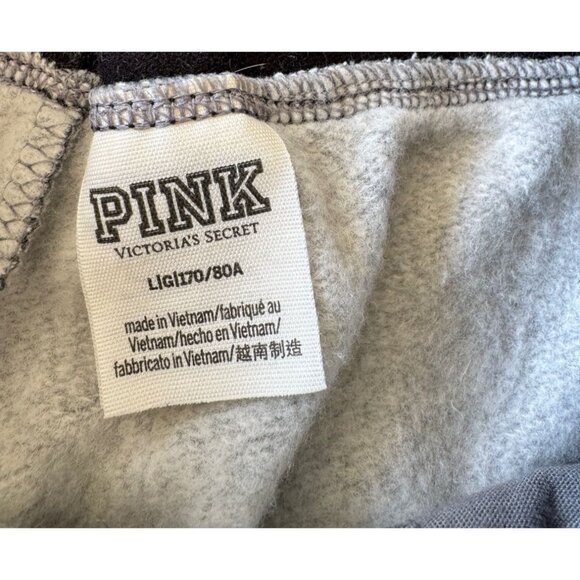 PINK
VICTORIA'S SECRET
L|G|170/80A
made in Vietnam/fabriqué au
Vietnam/hecho en Vietnam/
fabbricato in Vietnam/越南制造